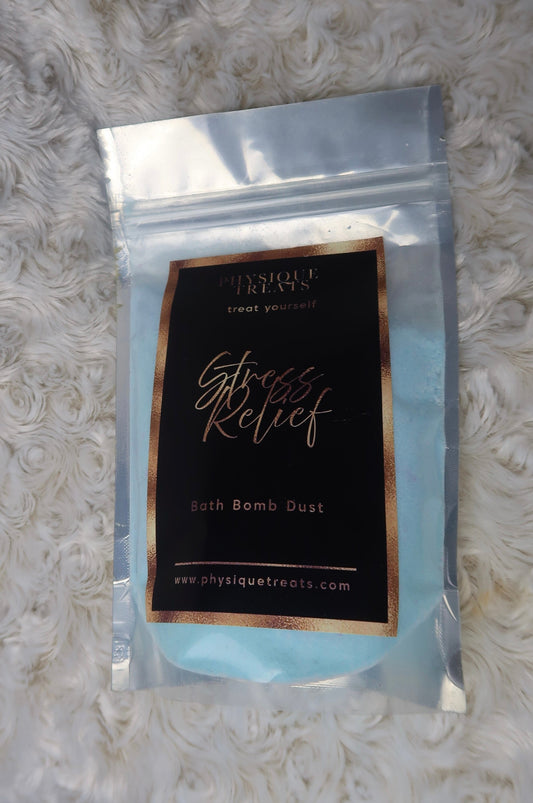 PHYSIQUE
TREATS
treat yourself
Stress
Relief
Bath Bomb Dust
www.physiquetreats.com